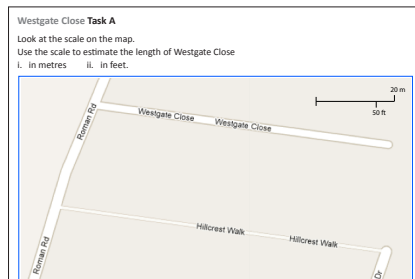 Westgate Close Task A
Look at the scale on the map.
Use the scale to estimate the length of Westgate Close
i. in metres ii. in feet.
20 m
50 ft
Roman Rd
Westgate Close Westgate Close
Hillcrest Walk Hillcrest Walk
Roman Rd
Dr